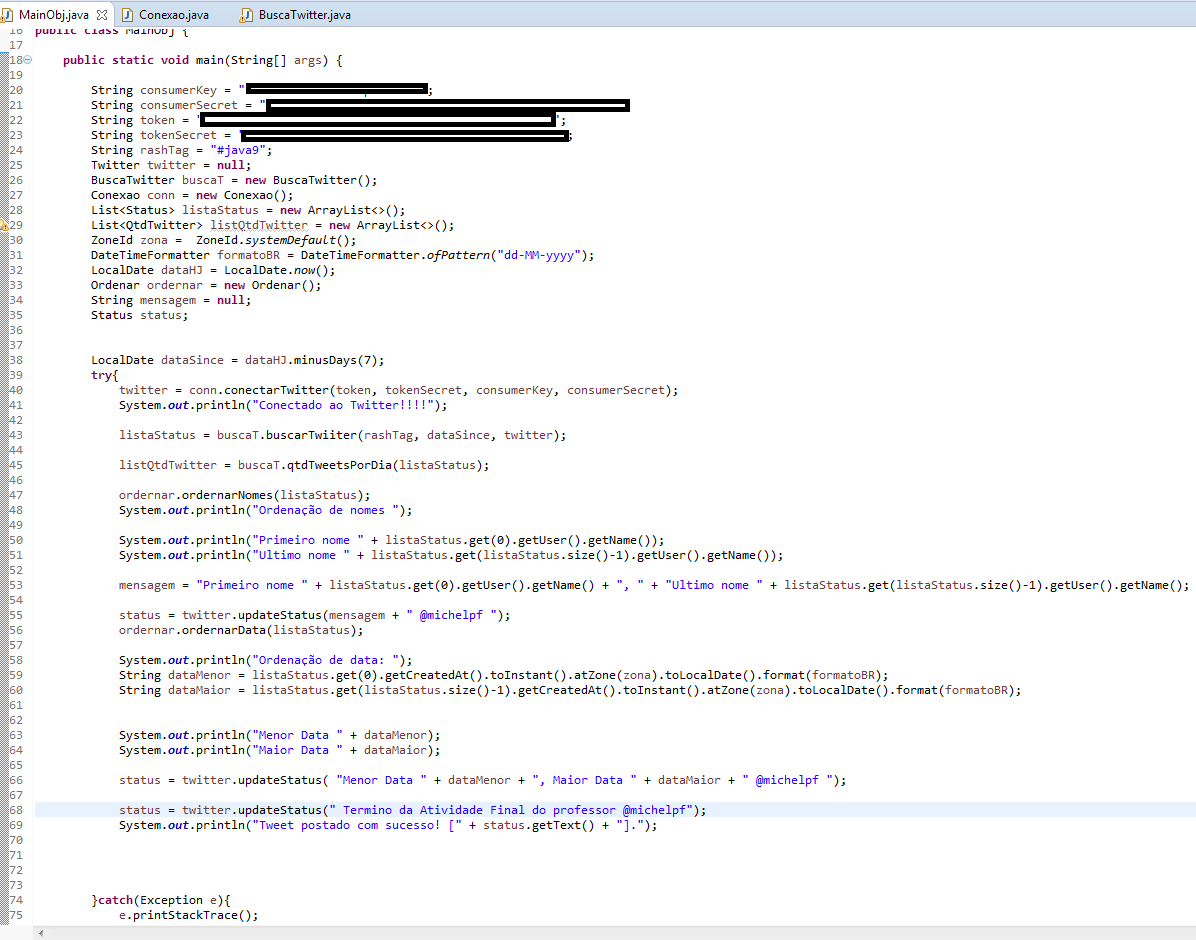 MainObj.java Conexao.java BuscaTwitter.java
16 public class MainObj {
17
18 public static void main(String[] args) {
19
20 String consumerKey = " ;
21 String consumerSecret = "
22 String token = ' ';
23 String tokenSecret = ' ;
24 String rashTag = "#java9";
25 Twitter twitter = null;
26 BuscaTwitter buscaT = new BuscaTwitter();
27 Conexao conn = new Conexao();
28 List<Status> listaStatus = new ArrayList<>();
29 List<QtdTwitter> listQtdTwitter = new ArrayList<>();
30 ZoneId zona =  ZoneId.systemDefault();
31 DateTimeFormatter formatoBR = DateTimeFormatter.ofPattern("dd-MM-yyyy");
32 LocalDate dataHJ = LocalDate.now();
33 Ordenar ordernar = new Ordenar();
34 String mensagem = null;
35 Status status;
36
37
38 LocalDate dataSince = dataHJ.minusDays(7);
39 try{
40 twitter = conn.conectarTwitter(token, tokenSecret, consumerKey, consumerSecret);
41 System.out.println("Conectado ao Twitter!!!!");
42
43 listaStatus = buscaT.buscarTwiiter(rashTag, dataSince, twitter);
44
45 listQtdTwitter = buscaT.qtdTweetsPorDia(listaStatus);
46
47 ordernar.ordernarNomes(listaStatus);
48 System.out.println("Ordenação de nomes ");
49
50 System.out.println("Primeiro nome " + listaStatus.get(0).getUser().getName());
51 System.out.println("Ultimo nome " + listaStatus.get(listaStatus.size()-1).getUser().getName());
52
53 mensagem = "Primeiro nome " + listaStatus.get(0).getUser().getName() + ", " + "Ultimo nome " + listaStatus.get(listaStatus.size()-1).getUser().getName();
54
55 status = twitter.updateStatus(mensagem + " @michelpf ");
56 ordernar.ordernarData(listaStatus);
57
58 System.out.println("Ordenação de data: ");
59 String dataMenor = listaStatus.get(0).getCreatedAt().toInstant().atZone(zona).toLocalDate().format(formatoBR);
60 String dataMaior = listaStatus.get(listaStatus.size()-1).getCreatedAt().toInstant().atZone(zona).toLocalDate().format(formatoBR);
61
62
63 System.out.println("Menor Data " + dataMenor);
64 System.out.println("Maior Data " + dataMaior);
65
66 status = twitter.updateStatus( "Menor Data " + dataMenor + ", Maior Data " + dataMaior + " @michelpf ");
67
68 status = twitter.updateStatus(" Termino da Atividade Final do professor @michelpf");
69 System.out.println("Tweet postado com sucesso! [" + status.getText() + "].");
70
71
72
73
74 }catch(Exception e){
75 e.printStackTrace();